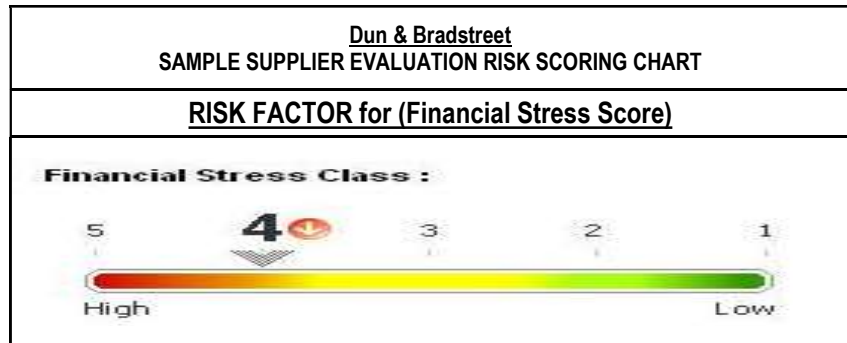 Dun & Bradstreet
SAMPLE SUPPLIER EVALUATION RISK SCORING CHART
RISK FACTOR for (Financial Stress Score)
Financial Stress Class :
5 4 3 2 1
High Low